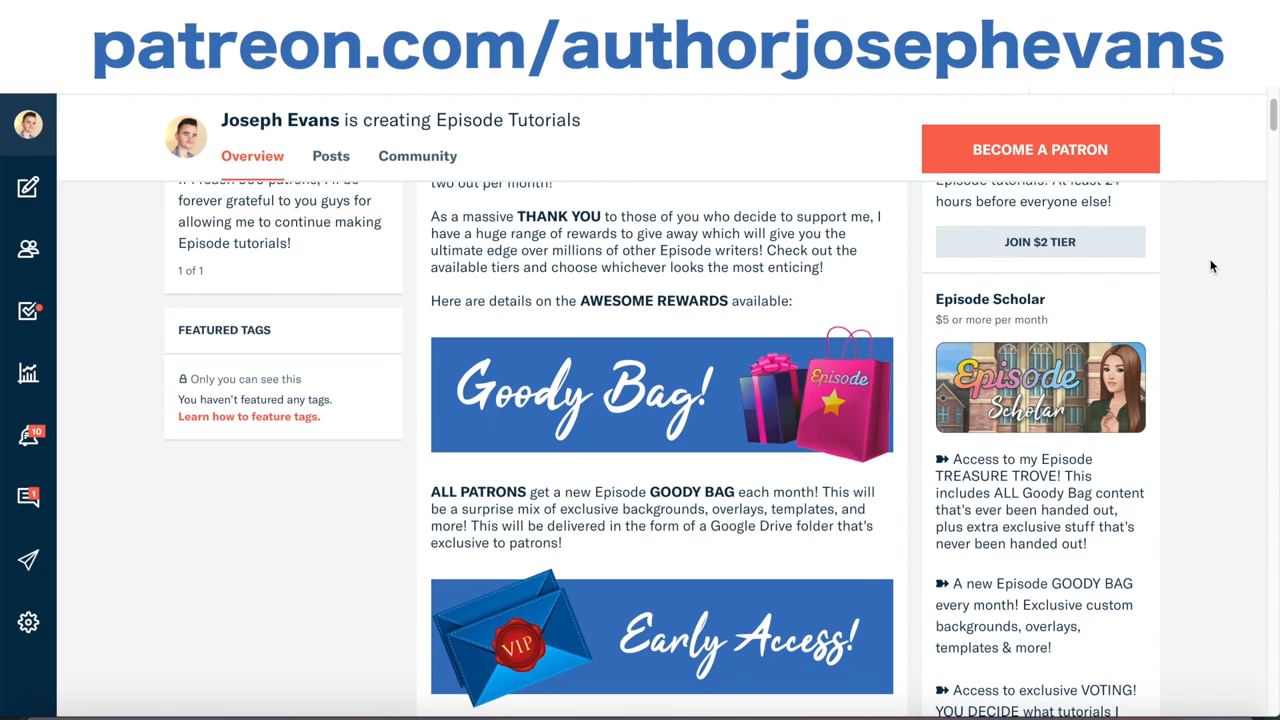 patreon.com/authorjosephevans
Joseph Evans is creating Episode Tutorials
Overview
Posts
Community
BECOME A PATRON
forever grateful to you guys for
allowing me to continue making
Episode tutorials!
1 of 1
FEATURED TAGS
Only you can see this
You haven't featured any tags.
Learn how to feature tags.
two out per month!
As a massive THANK YOU to those of you who decide to support me, I
have a huge range of rewards to give away which will give you the
ultimate edge over millions of other Episode writers! Check out the
available tiers and choose whichever looks the most enticing!
Here are details on the AWESOME REWARDS available:
Goody Bag!
Episode
ALL PATRONS get a new Episode GOODY BAG each month! This will
be a surprise mix of exclusive backgrounds, overlays, templates, and
more! This will be delivered in the form of a Google Drive folder that's
exclusive to patrons!
VIP
Early Access!
Episode tutorials! At least 24
hours before everyone else!
JOIN $2 TIER
Episode Scholar
$5 or more per month
Episode
Scholar
Access to my Episode
TREASURE TROVE! This
includes ALL Goody Bag content
that's ever been handed out,
plus extra exclusive stuff that's
never been handed out!
A new Episode GOODY BAG
every month! Exclusive custom
backgrounds, overlays,
templates & more!
Access to exclusive VOTING!
YOU DECIDE what tutorials I
10
1